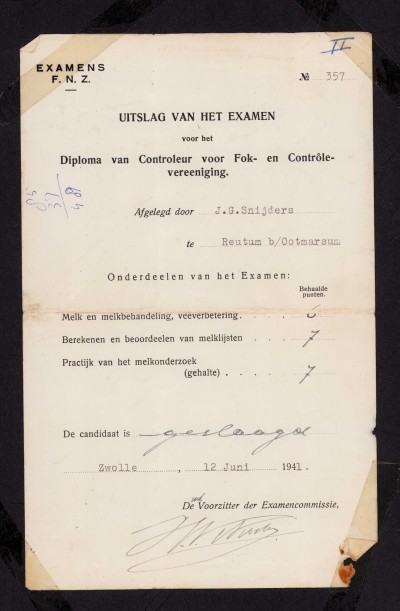 II
EXAMENS
F. N. Z.
№ 357
UITSLAG VAN HET EXAMEN
voor het
Diploma van Controleur voor Fok- en Contrôle-
vereeniging.
Afgelegd door J.G.Snijders
te Reutum b/Ootmarsum
Onderdeelen van het Examen:
Behaalde
punten.
Melk en melkbehandeling, veeverbetering. . . . 6
Berekenen en beoordeelen van melklijsten . . 7
Practijk van het melkonderzoek
(gehalte) . . . . 7
De candidaat is geslaagd
Zwolle , 12 Juni 1941.
De Voorzitter der Examencommissie,